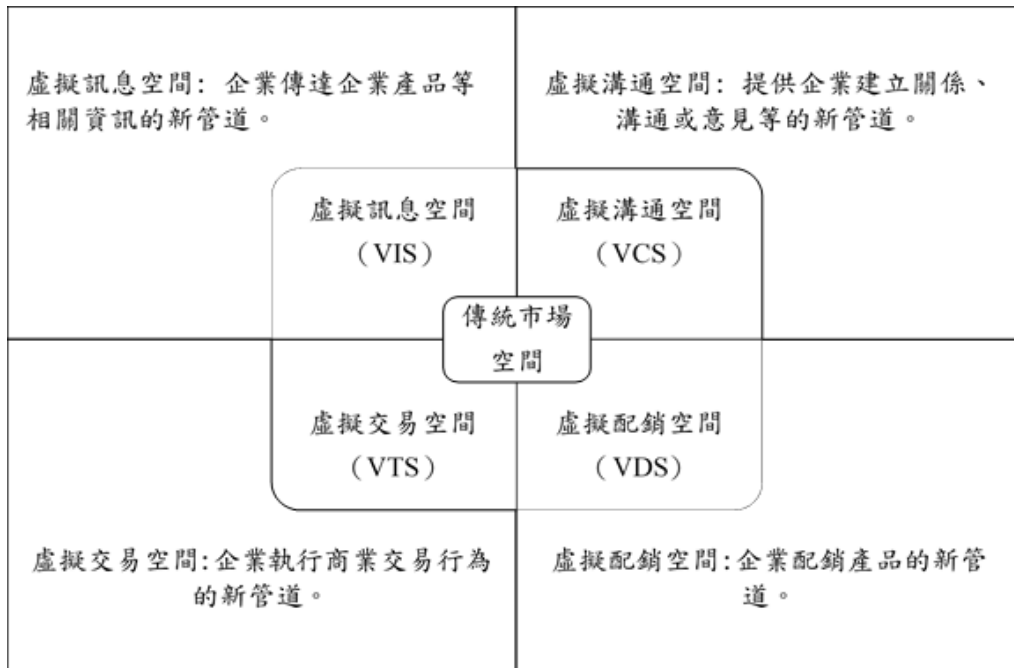 虛擬訊息空間: 企業傳達企業產品等
相關資訊的新管道。
虛擬溝通空間: 提供企業建立關係、
溝通或意見等的新管道。
虛擬訊息空間
（VIS）
虛擬溝通空間
（VCS）
傳統市場
空間
虛擬交易空間
（VTS）
虛擬配銷空間
（VDS）
虛擬交易空間:企業執行商業交易行為
的新管道。
虛擬配銷空間:企業配銷產品的新管
道。